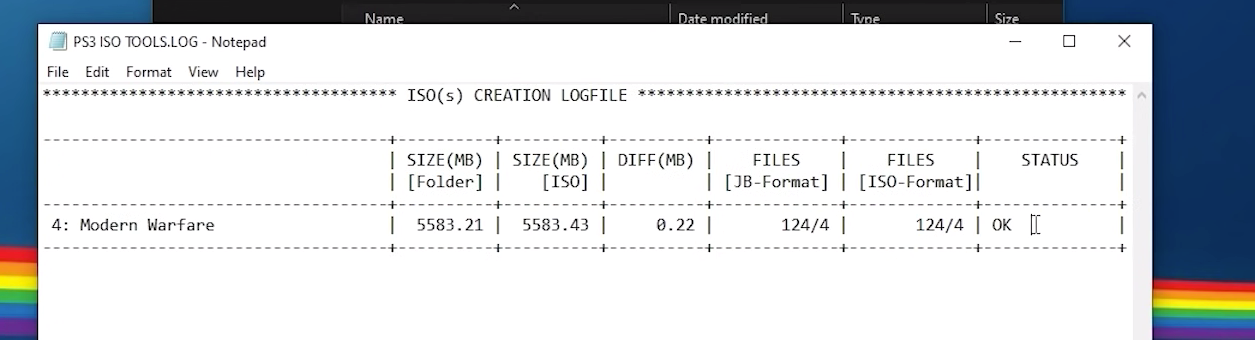 Name Date modified Type Size
PS3 ISO TOOLS.LOG - Notepad
File Edit Format View Help
************************************* ISO(s) CREATION LOGFILE ***************************************************
-------------------------------------+----------+----------+----------+-------------+-------------+--------------+
| SIZE(MB) | SIZE(MB) | DIFF(MB) | FILES | FILES | STATUS |
| [Folder] | [ISO] | | [JB-Format] | [ISO-Format]| |
-------------------------------------+----------+----------+----------+-------------+-------------+--------------+
4: Modern Warfare | 5583.21 | 5583.43 | 0.22 | 124/4 | 124/4 | OK |
-------------------------------------+----------+----------+----------+-------------+-------------+--------------+